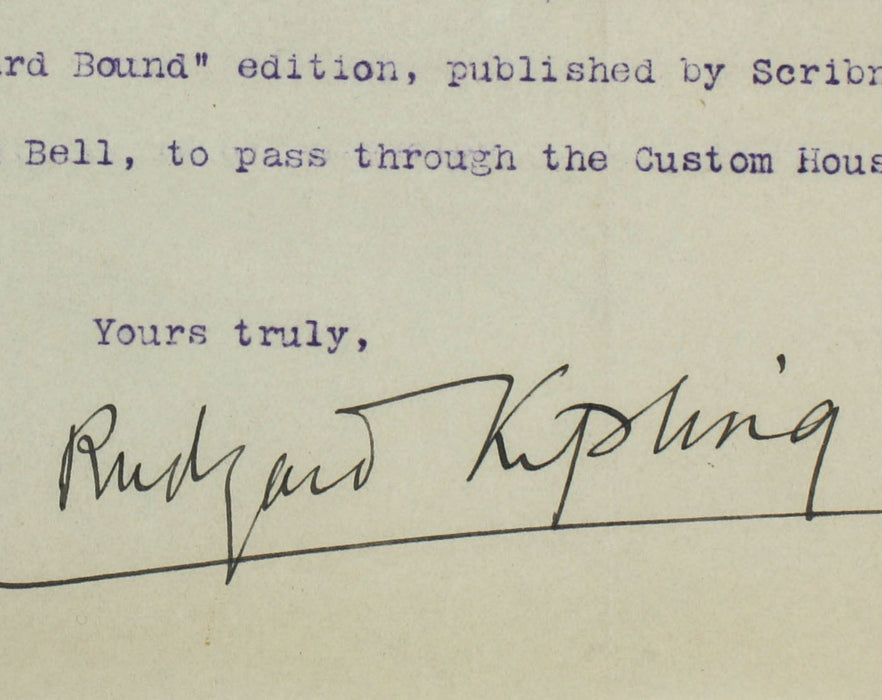 rd Bound" edition, published by Scribn
Bell, to pass through the Custom Hous
Yours truly,
Rudyard Kipling